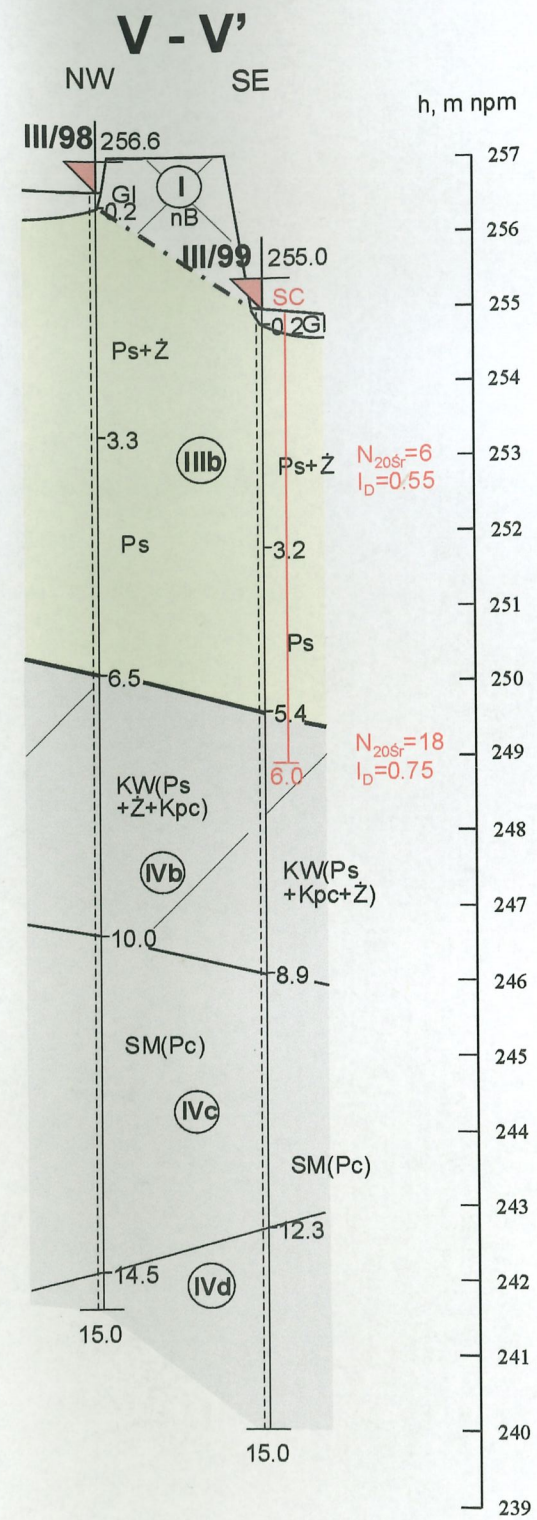 V - V’
NW SE
h, m npm
III/98 256.6
257
Gl
0.2
I
nB
256
III/99 255.0
255
SC
0.2 Gl
Ps+Ż
254
3.3
IIIb
Ps+Ż
N20Śr=6
ID=0.55
253
Ps
3.2
252
251
Ps
6.5
250
5.4
N20Śr=18
ID=0.75
249
6.0
KW(Ps
+Ż+Kpc)
248
IVb
KW(Ps
+Kpc+Ż)
247
10.0
246
8.9
SM(Pc)
245
IVc
244
SM(Pc)
243
12.3
14.5
IVd
242
15.0
241
240
15.0
239